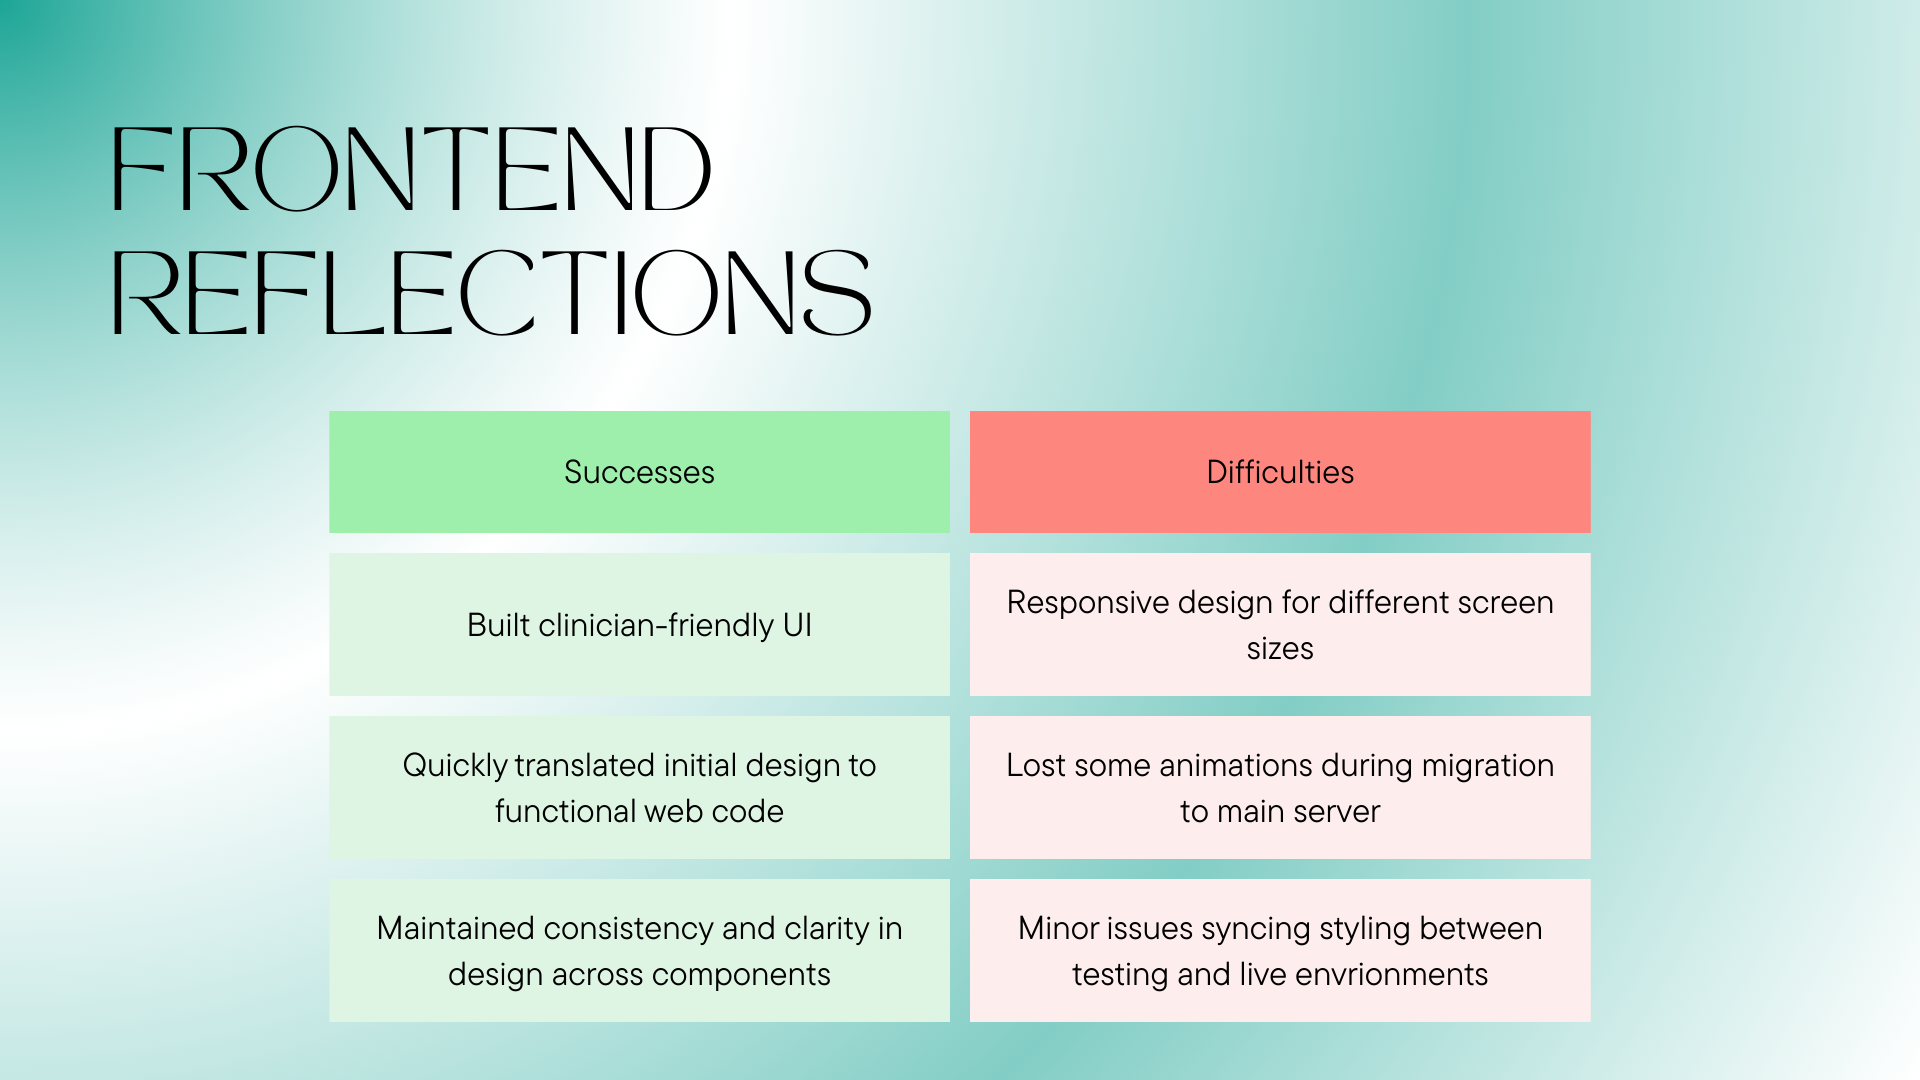 FRONTEND
REFLECTIONS
Successes
Difficulties
Built clinician-friendly UI
Responsive design for different screen
sizes
Quickly translated initial design to
functional web code
Lost some animations during migration
to main server
Maintained consistency and clarity in
design across components
Minor issues syncing styling between
testing and live envrionments